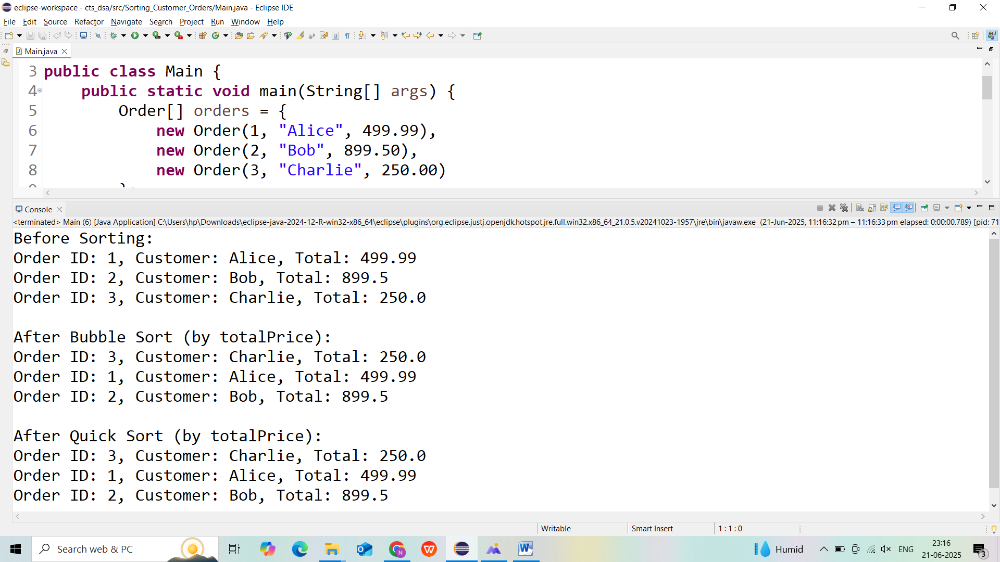 eclipse-workspace - cts_dsa/src/Sorting_Customer_Orders/Main.java - Eclipse IDE
File Edit Source Refactor Navigate Search Project Run Window Help
Main.java
3 public class Main {
4 public static void main(String[] args) {
5 Order[] orders = {
6 new Order(1, "Alice", 499.99),
7 new Order(2, "Bob", 899.50),
8 new Order(3, "Charlie", 250.00)
Console
<terminated> Main (6) [Java Application] C:\Users\hp\Downloads\eclipse-java-2024-12-R-win32-x86_64\eclipse\plugins\org.eclipse.justj.openjdk.hotspot.jre.full.win32.x86_64_21.0.5.v20241023-1957\jre\bin\javaw.exe (21-Jun-2025, 11:16:32 pm – 11:16:33 pm elapsed: 0:00:00.789) [pid: 71
Before Sorting:
Order ID: 1, Customer: Alice, Total: 499.99
Order ID: 2, Customer: Bob, Total: 899.5
Order ID: 3, Customer: Charlie, Total: 250.0
After Bubble Sort (by totalPrice):
Order ID: 3, Customer: Charlie, Total: 250.0
Order ID: 1, Customer: Alice, Total: 499.99
Order ID: 2, Customer: Bob, Total: 899.5
After Quick Sort (by totalPrice):
Order ID: 3, Customer: Charlie, Total: 250.0
Order ID: 1, Customer: Alice, Total: 499.99
Order ID: 2, Customer: Bob, Total: 899.5
Writable Smart Insert 1 : 1 : 0
Search web & PC
Humid
ENG
23:16
21-06-2025
3